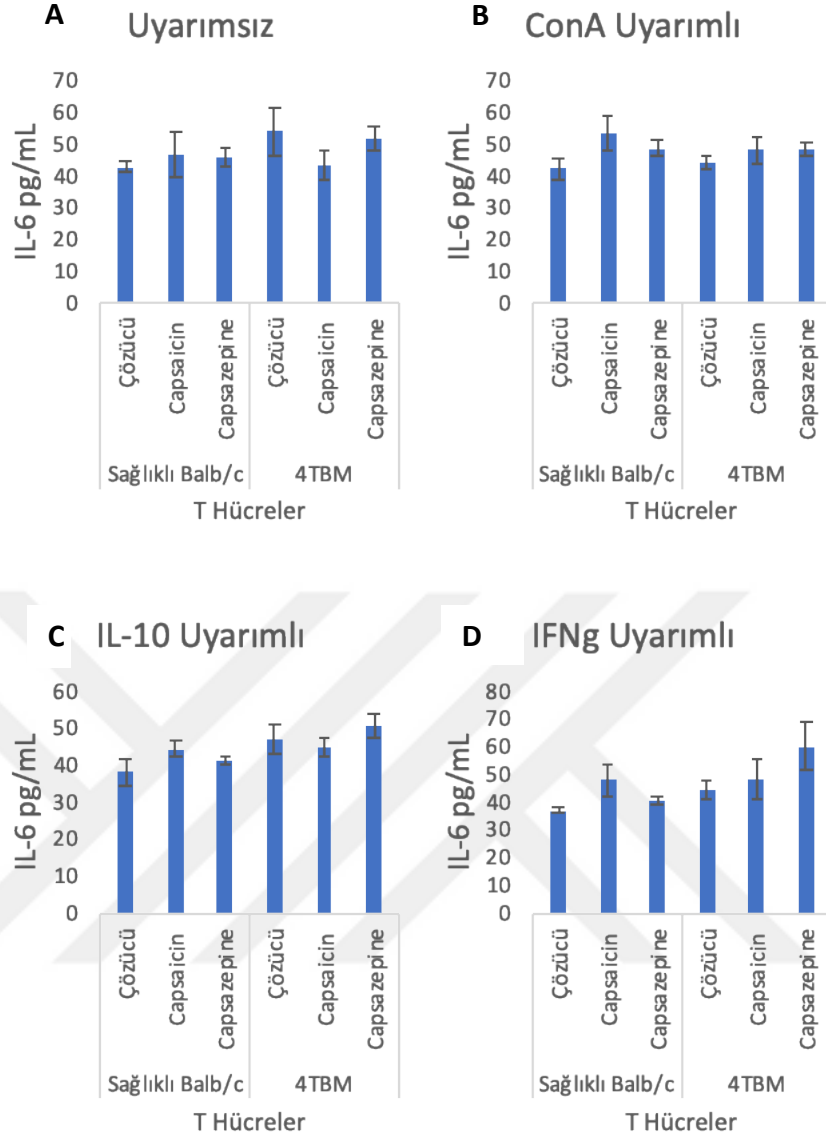 A
Uyarımsız
IL-6 pg/mL
70
60
50
40
30
20
10
0
Çözücü
Capsaicin
Capsazepine
Çözücü
Capsaicin
Capsazepine
Sağlıklı Balb/c
4TBM
T Hücreler
B
ConA Uyarımlı
IL-6 pg/mL
70
60
50
40
30
20
10
0
Çözücü
Capsaicin
Capsazepine
Çözücü
Capsaicin
Capsazepine
Sağlıklı Balb/c
4TBM
T Hücreler
C
IL-10 Uyarımlı
IL-6 pg/mL
60
50
40
30
20
10
0
Çözücü
Capsaicin
Capsazepine
Çözücü
Capsaicin
Capsazepine
Sağlıklı Balb/c
4TBM
T Hücreler
D
IFNg Uyarımlı
IL-6 pg/mL
80
70
60
50
40
30
20
10
0
Çözücü
Capsaicin
Capsazepine
Çözücü
Capsaicin
Capsazepine
Sağlıklı Balb/c
4TBM
T Hücreler